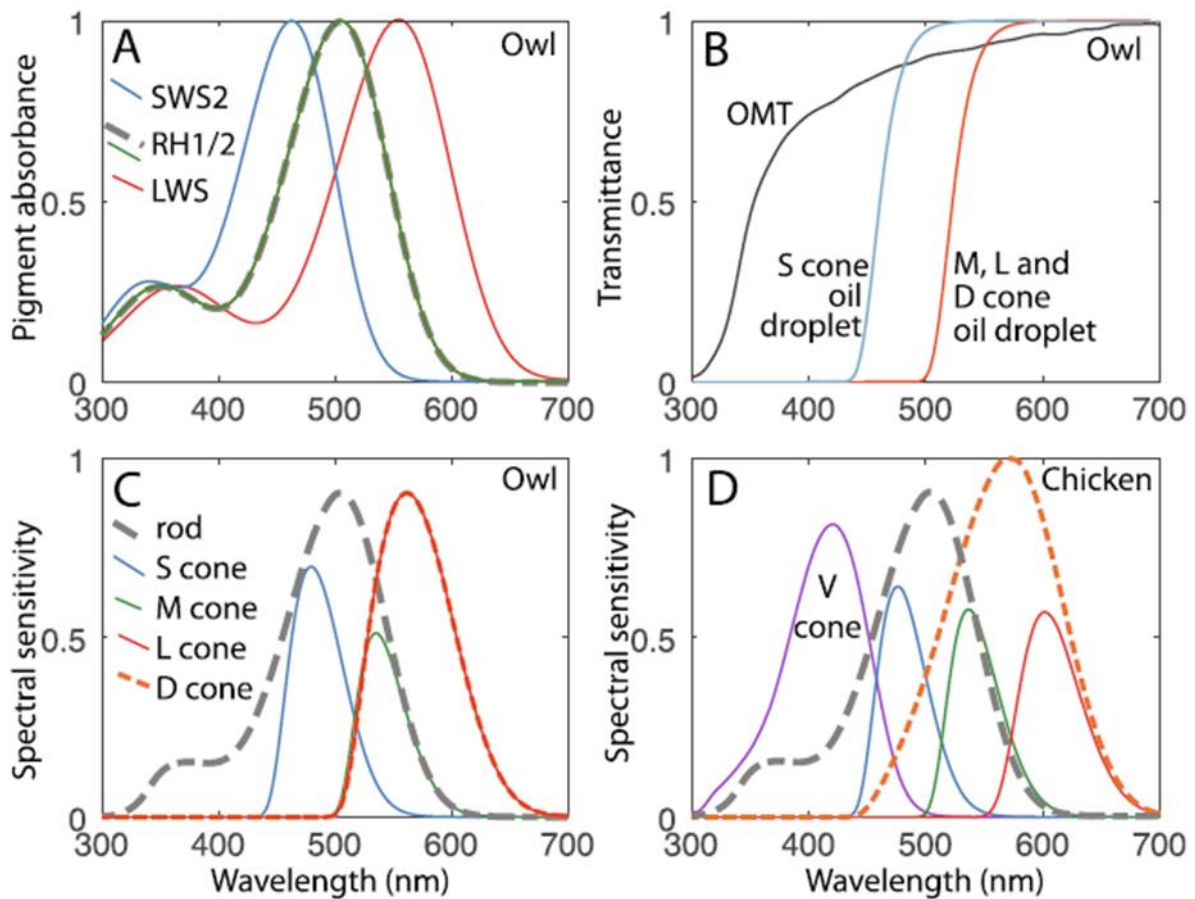 A
Owl
Pigment absorbance
1
0.5
0
SWS2
RH1/2
LWS
300 400 500 600 700
B
Owl
Transmittance
1
0.5
0
OMT
S cone
oil
droplet
M, L and
D cone
oil droplet
300 400 500 600 700
C
Owl
Spectral sensitivity
1
0.5
0
rod
S cone
M cone
L cone
D cone
300 400 500 600 700
Wavelength (nm)
D
Chicken
Spectral sensitivity
1
0.5
0
V
cone
300 400 500 600 700
Wavelength (nm)